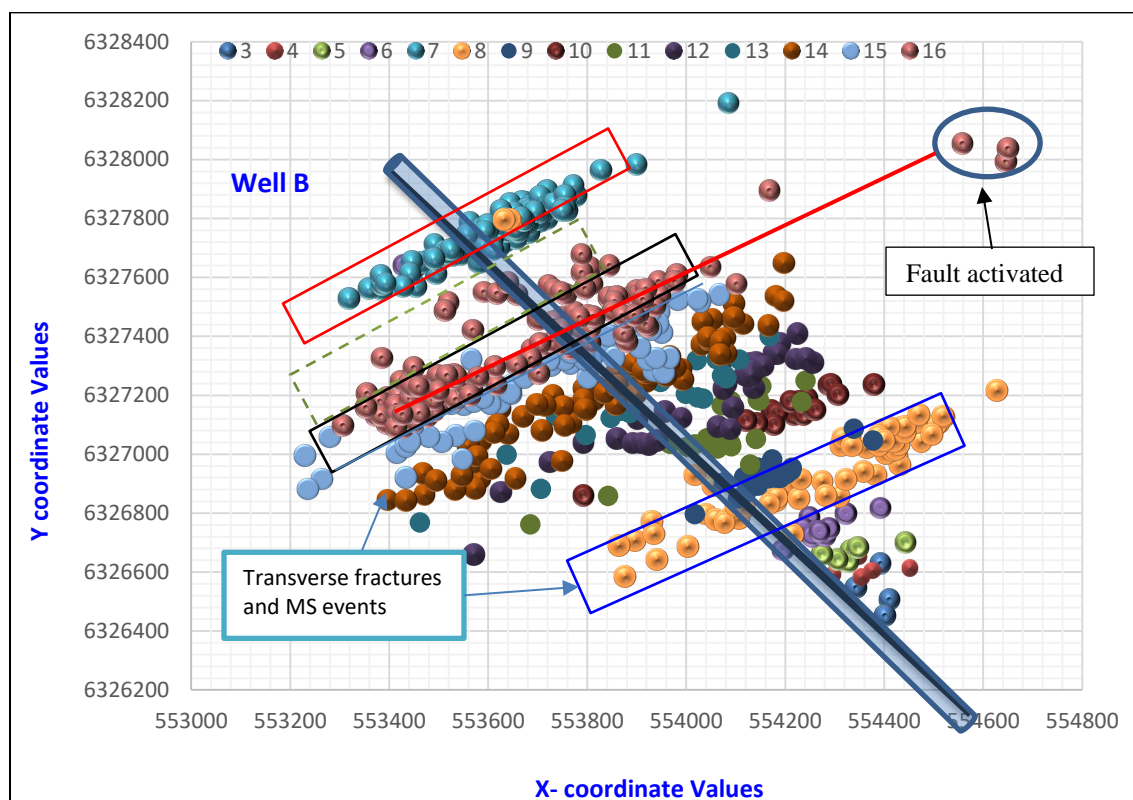 3 4 5 6 7 8 9 10 11 12 13 14 15 16
6328400
6328200
6328000
6327800
6327600
6327400
6327200
6327000
6326800
6326600
6326400
6326200
Y coordinate Values
Well B
Fault activated
Transverse fractures
and MS events
553000 553200 553400 553600 553800 554000 554200 554400 554600 554800
X- coordinate Values